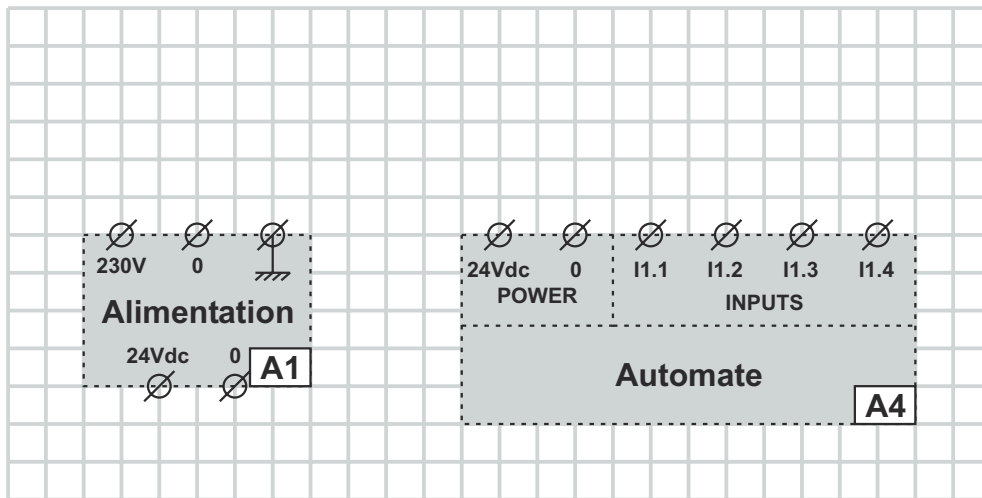 230V 0
Alimentation
24Vdc 0
A1
24Vdc 0 I1.1 I1.2 I1.3 I1.4
POWER INPUTS
Automate
A4